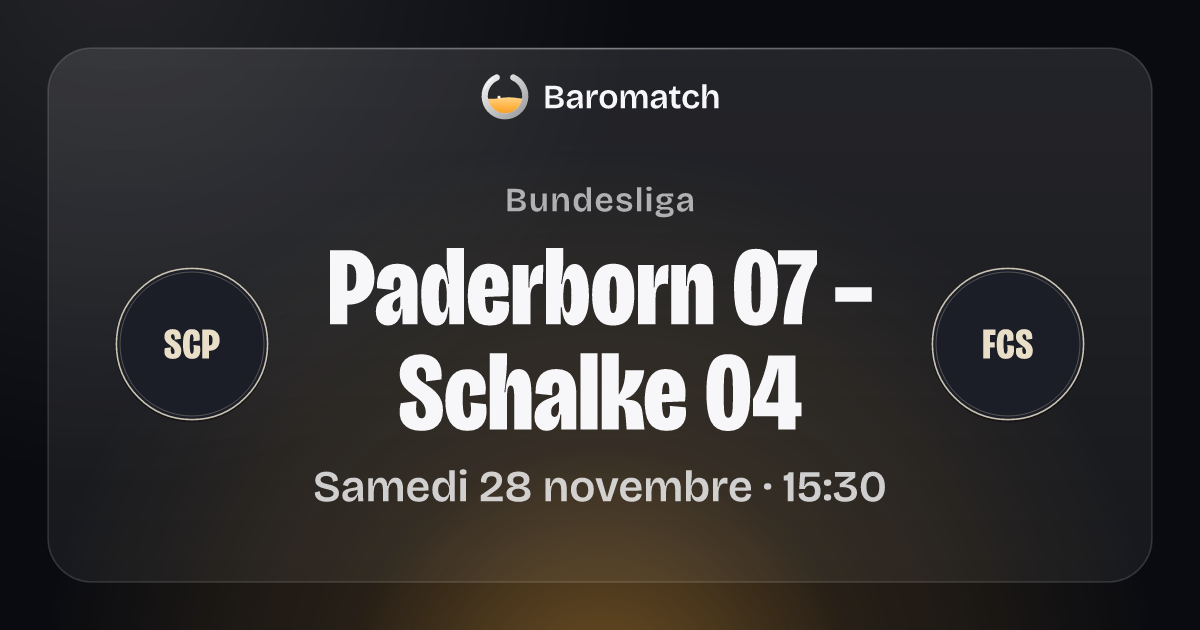 Baromatch
Bundesliga
Paderborn 07 –
Schalke 04
SCP
FCS
Samedi 28 novembre · 15:30